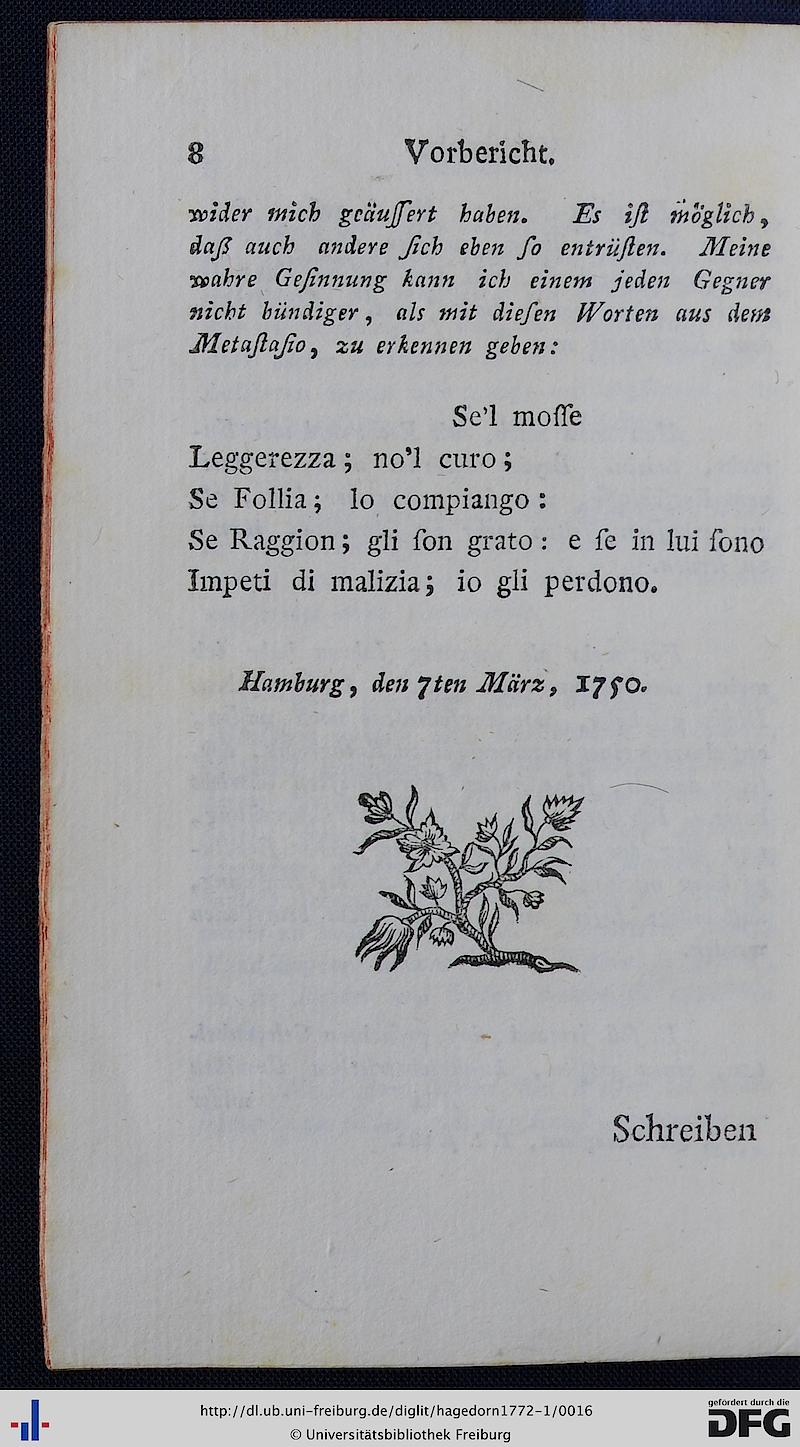 8 Vorbericht.
wider mich geäuſſert haben. Es iſt möglich,
daß auch andere ſich eben ſo entrüſten. Meine
wahre Geſinnung kann ich einem jeden Gegner
nicht bündiger, als mit dieſen Worten aus dem
Metaſtaſio, zu erkennen geben:
Se'l moſſe
Leggerezza; no'l curo;
Se Follia; lo compiango:
Se Raggion; gli ſon grato: e ſe in lui ſono
Impeti di malizia; io gli perdono.
Hamburg, den 7ten März, 1750.
Schreiben
http://dl.ub.uni-freiburg.de/diglit/hagedorn1772-1/0016
© Universitätsbibliothek Freiburg
gefördert durch die
DFG